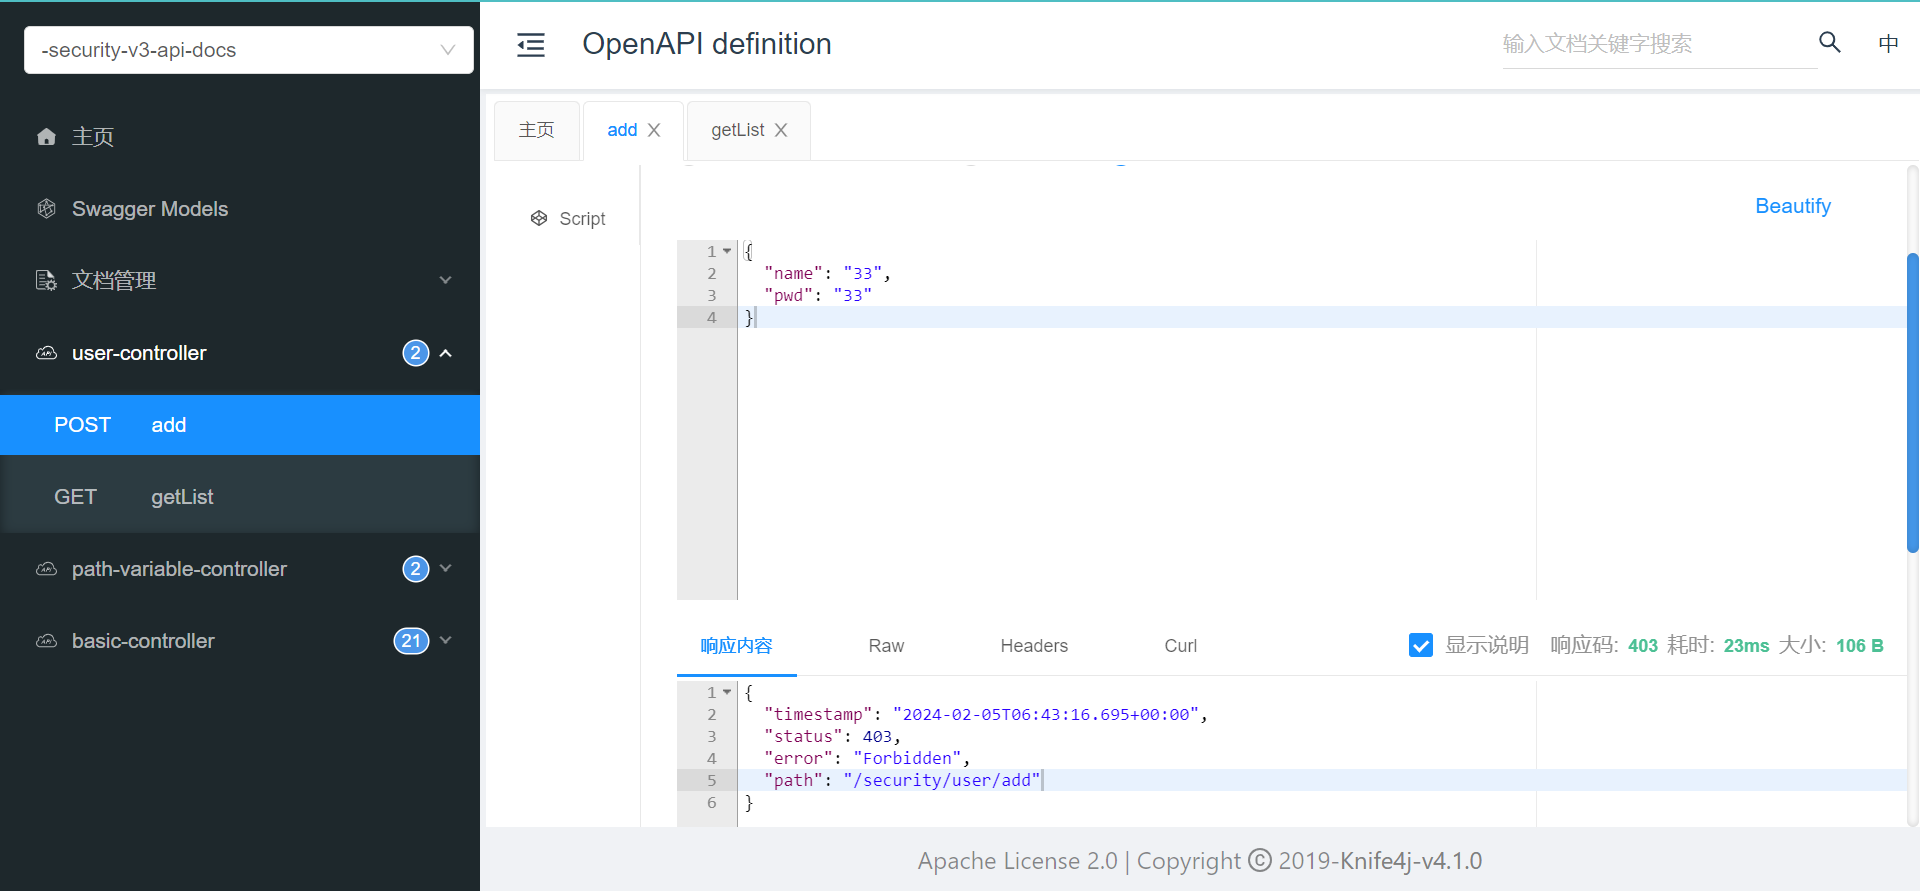 -security-v3-api-docs
OpenAPI definition
输入文档关键字搜索
中
主页
Swagger Models
文档管理
user-controller 2
POST add
GET getList
path-variable-controller 2
basic-controller 21
主页
add
getList
Script
Beautify
1 {
2 "name": "33",
3 "pwd": "33"
4 }
响应内容 Raw Headers Curl
显示说明 响应码: 403 耗时: 23ms 大小: 106 B
1 {
2 "timestamp": "2024-02-05T06:43:16.695+00:00",
3 "status": 403,
4 "error": "Forbidden",
5 "path": "/security/user/add"
6 }
Apache License 2.0 | Copyright © 2019-Knife4j-v4.1.0